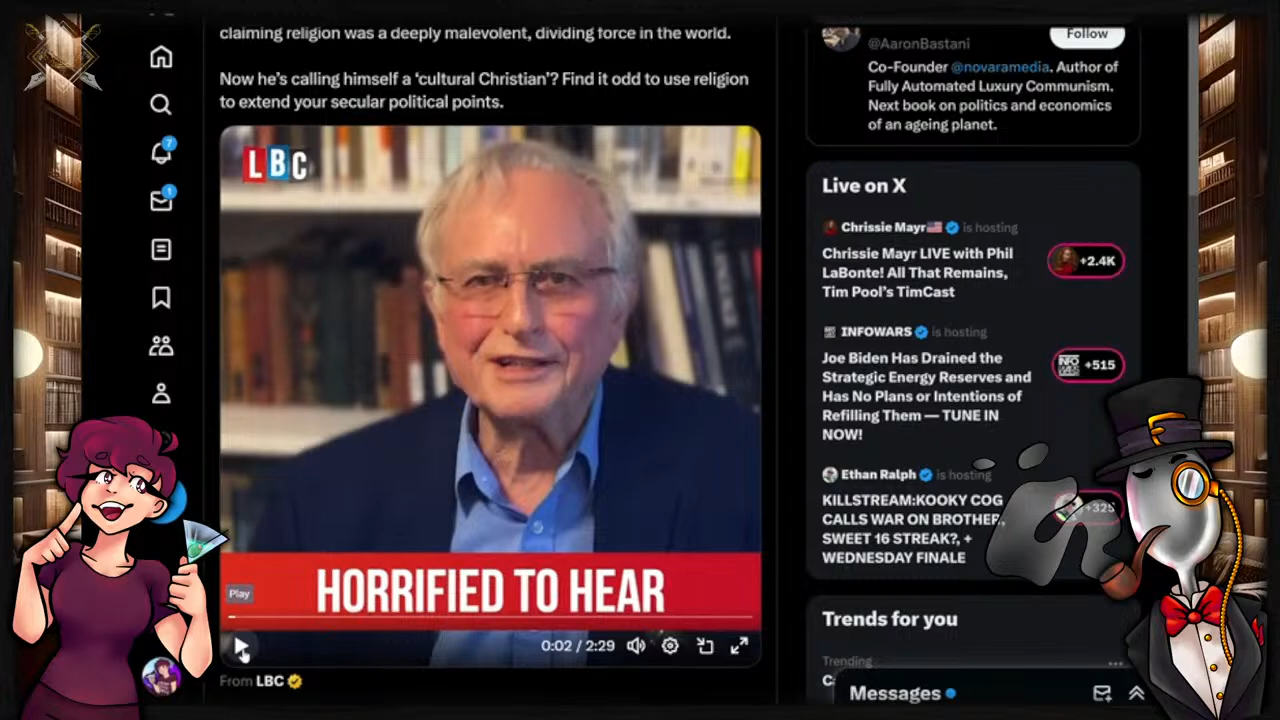 claiming religion was a deeply malevolent, dividing force in the world.
Now he's calling himself a 'cultural Christian'? Find it odd to use religion
to extend your secular political points.
LBC
HORRIFIED TO HEAR
Play
0:02 / 2:29
From LBC
7
1
Follow
@AaronBastani
Co-Founder @novaramedia. Author of
Fully Automated Luxury Communism.
Next book on politics and economics
of an ageing planet.
Live on X
Chrissie Mayr is hosting
Chrissie Mayr LIVE with Phil
LaBonte! All That Remains,
Tim Pool's TimCast
+2.4K
INFOWARS is hosting
Joe Biden Has Drained the
Strategic Energy Reserves and
Has No Plans or Intentions of
Refilling Them — TUNE IN
NOW!
INFO
+515
Ethan Ralph is hosting
KILLSTREAM:KOOKY COG
CALLS WAR ON BROTHER,
SWEET 16 STREAK?, +
WEDNESDAY FINALE
+325
Trends for you
Trending
Messages